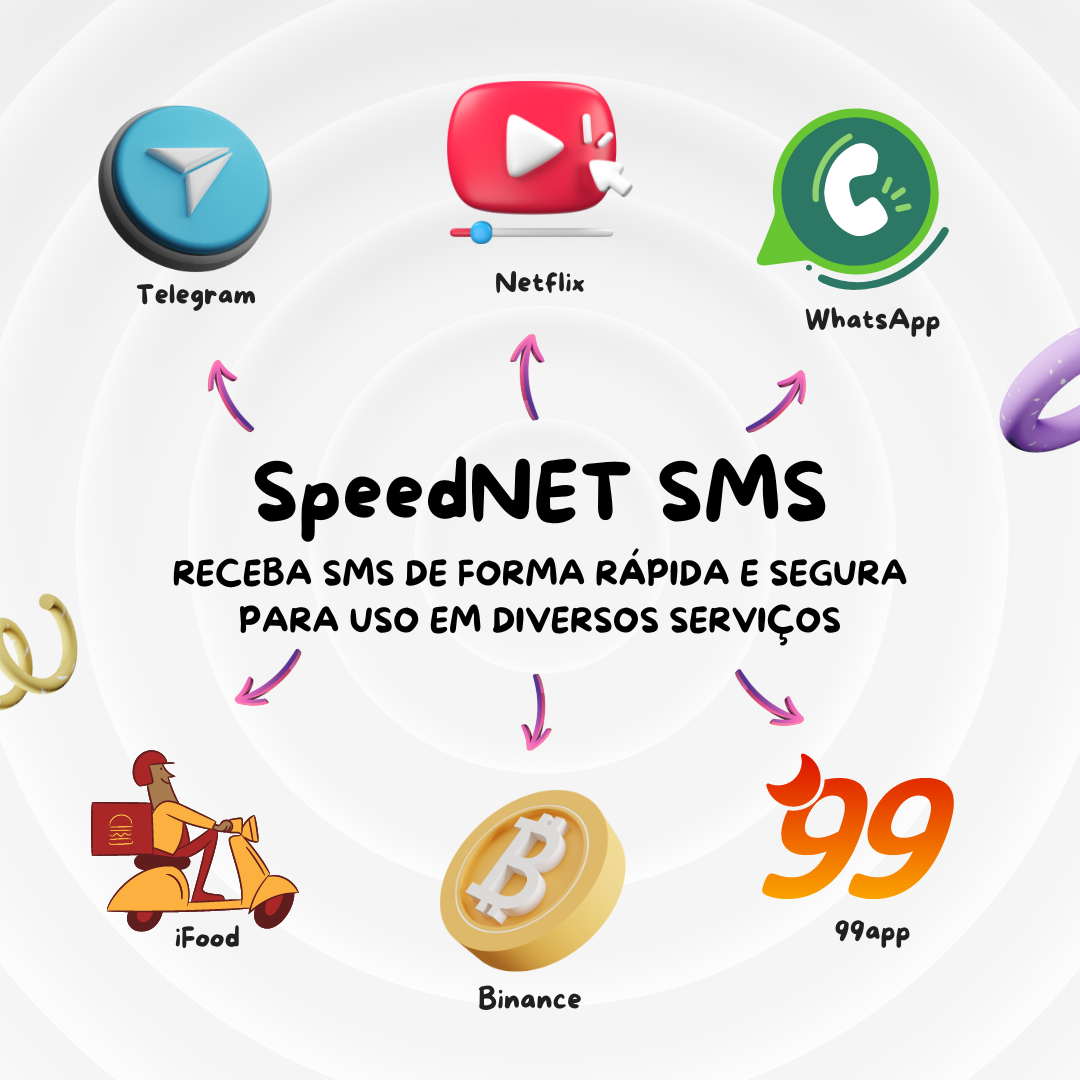 Telegram
Netflix
WhatsApp
SpeedNET SMS
RECEBA SMS DE FORMA RÁPIDA E SEGURA
PARA USO EM DIVERSOS SERVIÇOS
99
iFood
99app
Binance